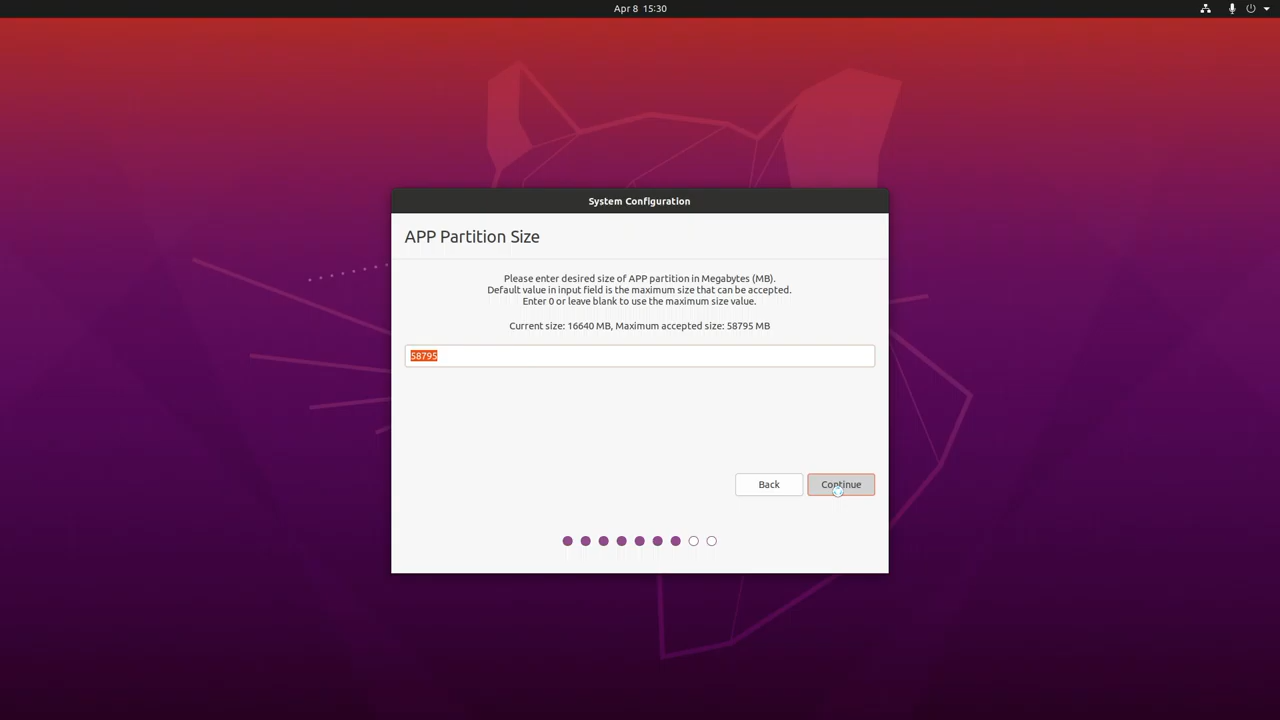 Apr 8 15:30
System Configuration
APP Partition Size
Please enter desired size of APP partition in Megabytes (MB).
Default value in input field is the maximum size that can be accepted.
Enter 0 or leave blank to use the maximum size value.
Current size: 16640 MB, Maximum accepted size: 58795 MB
58795
Back
Continue